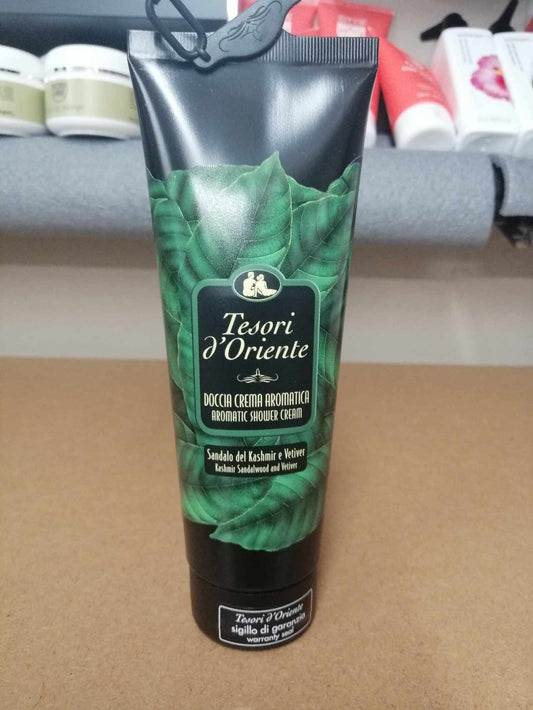 Tesori
d'Oriente
DOCCIA CREMA AROMATICA
AROMATIC SHOWER CREAM
Sandalo del Kashmir e Vetiver
Kashmir Sandalwood and Vetiver
Tesori d'Oriente
sigillo di garanzia
warranty seal